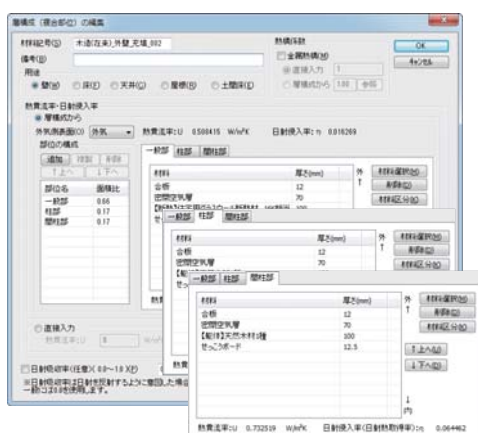 層構成（複合部位）の編集
材料記号(S) 木造(在来)_外壁_充填_002
備考(B)
用途
壁(W) 床(F) 天井(C) 屋根(R) 土間床(E)
熱橋係数
金属熱橋(M)
直接入力 1
層構成から 1.00 参照
OK
キャンセル
熱貫流率・日射侵入率
層構成から
外気側表面(O) 外気
熱貫流率:U 0.500415 W/m²K 日射侵入率:η 0.016269
部位の構成
追加 複製 削除
↑上へ ↓下へ
部位名 面積比
一般部 0.66
柱部 0.17
間柱部 0.17
一般部 柱部 間柱部
材料 厚さ(mm)
合板 12
密閉空気層 70
外
↑
材料選択(M)
削除(D)
材料区分(K)
一般部 柱部 間柱部
材料 厚さ(mm)
合板 12
密閉空気層 70
外
↑
材料選択(M)
削除(D)
材料区分(K)
一般部 柱部 間柱部
材料 厚さ(mm)
合板 12
密閉空気層 70
【軀体】天然木材1種 100
せっこうボード 12.5
外
↑
材料選択(M)
削除(D)
材料区分(K)
↑上へ(U)
↓下へ(L)
↓
内
熱貫流率:U 0.732519 W/m²K 日射侵入率(日射熱取得率):η 0.064462
直接入力
熱貫流率:U
日射吸収率(任意)( 0.0～1.0 )(P)
※日射吸収率は日射を反射するように意図した場合